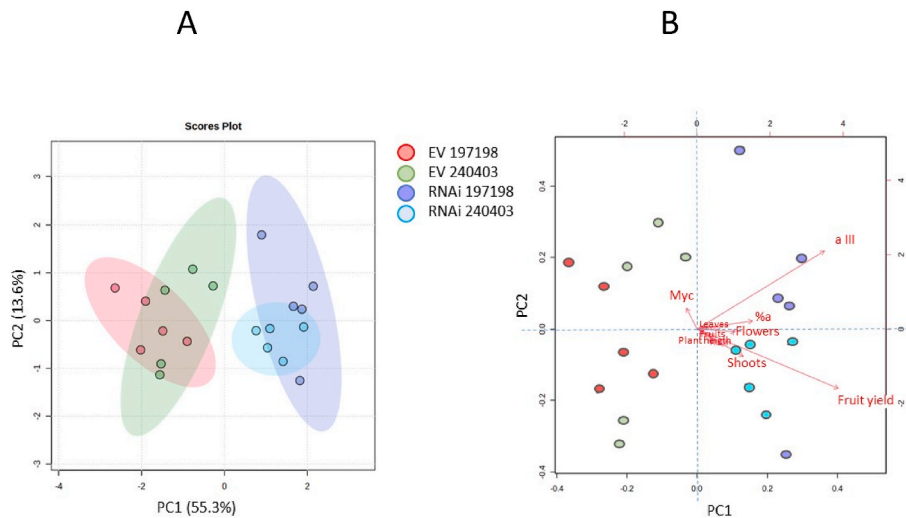 A
B
Scores Plot
3
2
1
0
-1
-2
-3
-4
-2
0
2
PC2 (13.6%)
PC1 (55.3%)
EV 197198
EV 240403
RNAi 197198
RNAi 240403
-2
0
2
4
0.4
0.2
0.0
-0.2
-0.4
4
2
0
-2
-0.4
-0.2
0.0
0.2
0.4
PC2
PC1
a III
Myc
%a
Leaves
Flowers
Fruits
Plant heigth
Shoots
Fruit yield